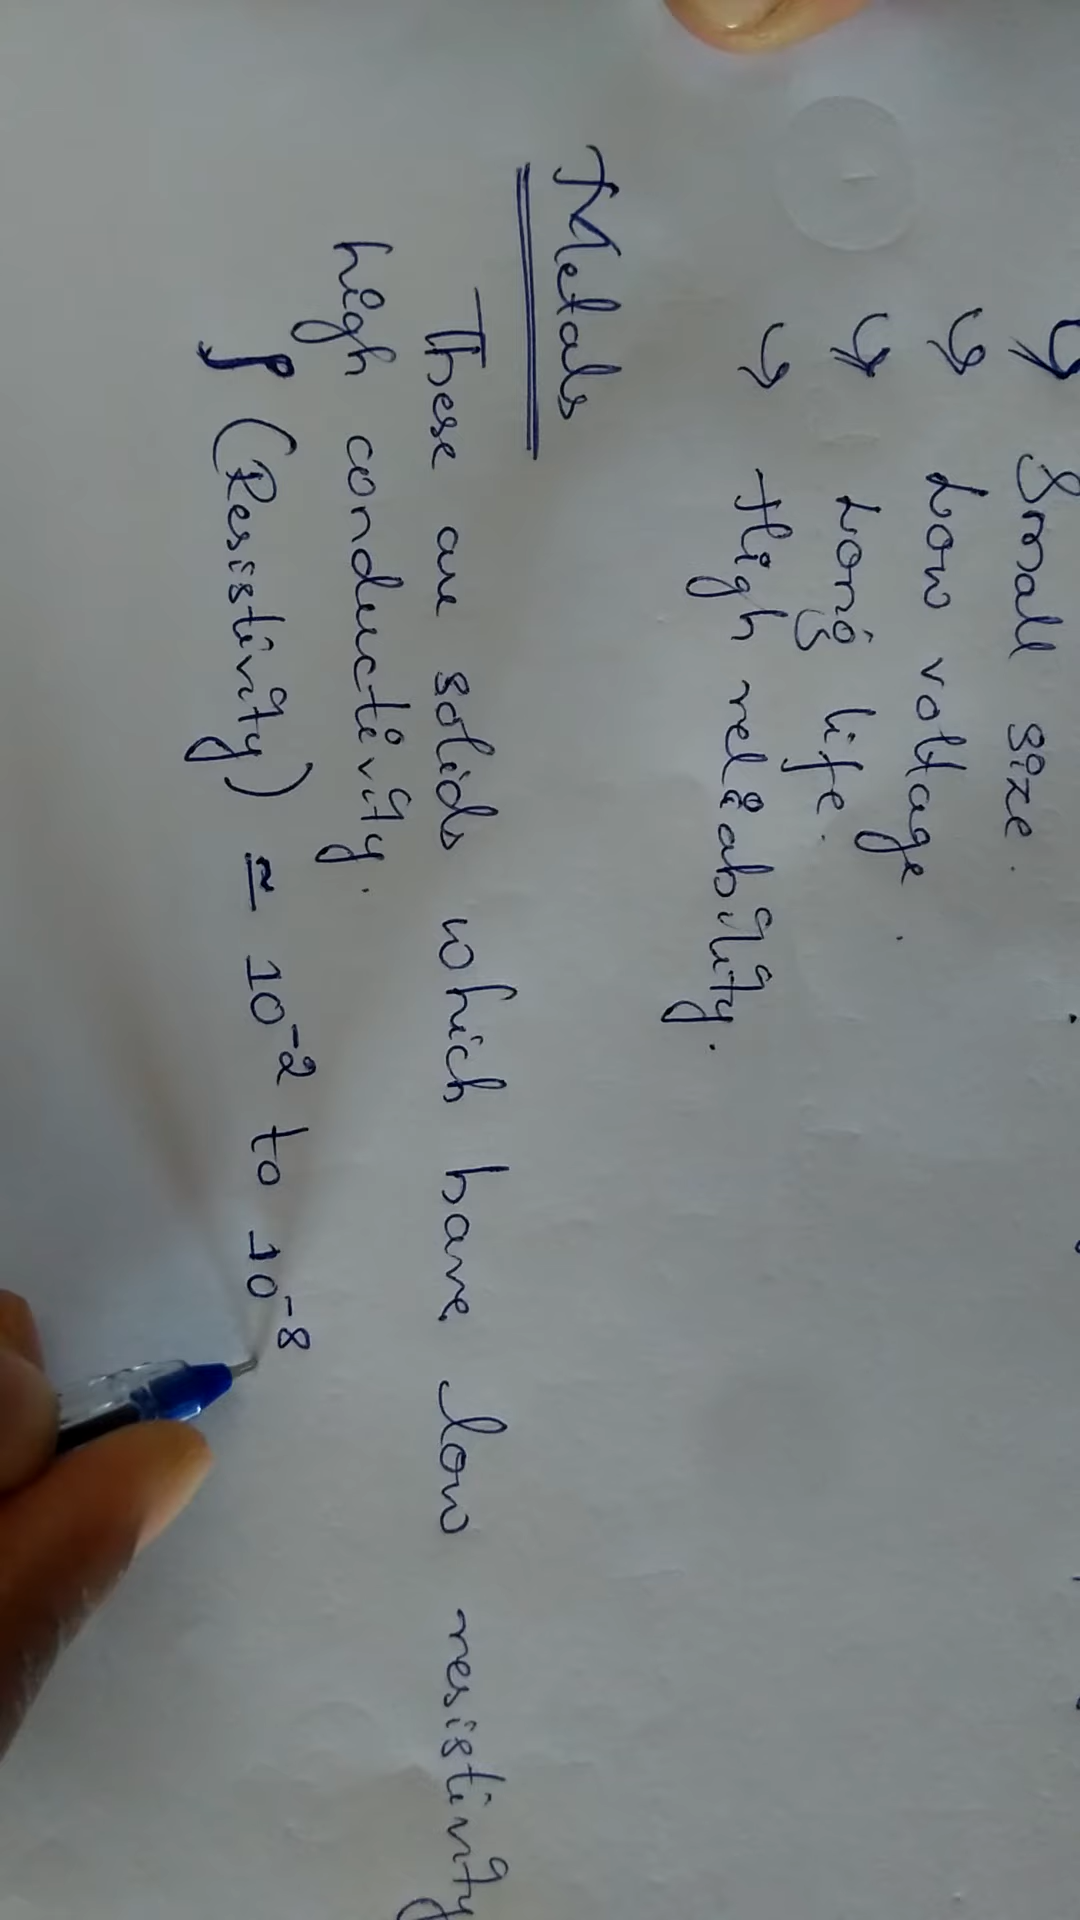 ↳ Small size.
↳ Low voltage.
↳ Long life.
↳ High reliability.
Metals
These are solids which have low resistivity
high conductivity.
ρ (Resistivity) ≃ 10⁻² to 10⁻⁸